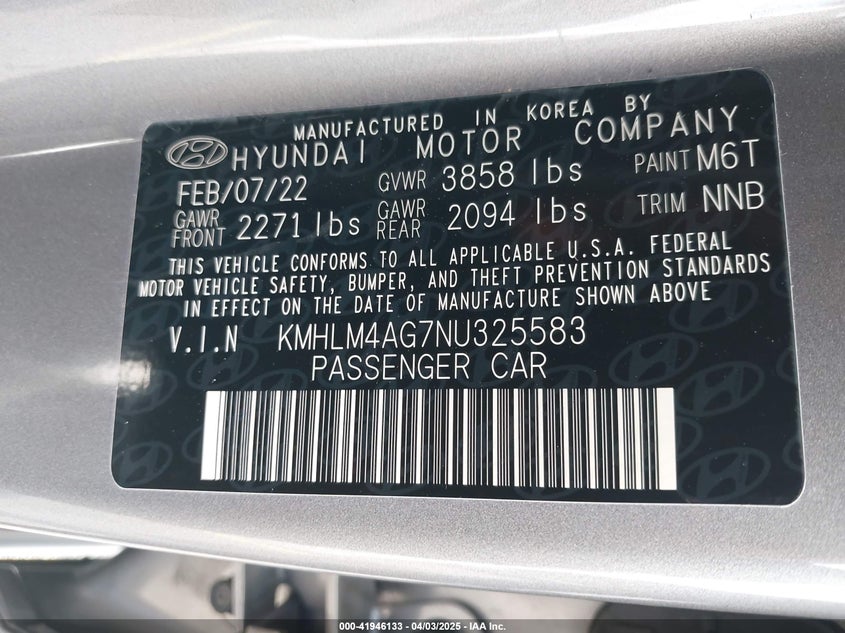 MANUFACTURED IN KOREA BY
HYUNDAI MOTOR COMPANY
FEB/07/22 GVWR 3858 lbs PAINT M6T
GAWR FRONT 2271 lbs GAWR REAR 2094 lbs TRIM NNB
THIS VEHICLE CONFORMS TO ALL APPLICABLE U.S.A. FEDERAL
MOTOR VEHICLE SAFETY, BUMPER, AND THEFT PREVENTION STANDARDS
IN EFFECT ON THE DATE OF MANUFACTURE SHOWN ABOVE
V.I.N KMHLM4AG7NU325583
PASSENGER CAR
000-41946133 - 04/03/2025 - IAA Inc.